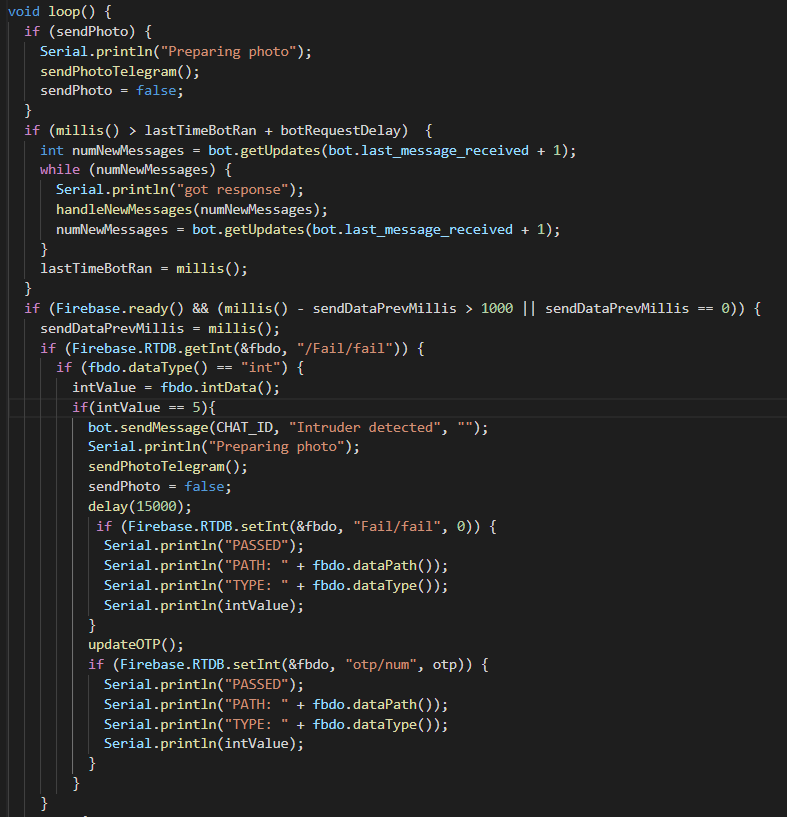 void loop() {
  if (sendPhoto) {
    Serial.println("Preparing photo");
    sendPhotoTelegram();
    sendPhoto = false;
  }
  if (millis() > lastTimeBotRan + botRequestDelay)  {
    int numNewMessages = bot.getUpdates(bot.last_message_received + 1);
    while (numNewMessages) {
      Serial.println("got response");
      handleNewMessages(numNewMessages);
      numNewMessages = bot.getUpdates(bot.last_message_received + 1);
    }
    lastTimeBotRan = millis();
  }
  if (Firebase.ready() && (millis() - sendDataPrevMillis > 1000 || sendDataPrevMillis == 0)) {
    sendDataPrevMillis = millis();
    if (Firebase.RTDB.getInt(&fbdo, "/Fail/fail")) {
      if (fbdo.dataType() == "int") {
        intValue = fbdo.intData();
        if(intValue == 5){
          bot.sendMessage(CHAT_ID, "Intruder detected", "");
          Serial.println("Preparing photo");
          sendPhotoTelegram();
          sendPhoto = false;
          delay(15000);
           if (Firebase.RTDB.setInt(&fbdo, "Fail/fail", 0)) {
            Serial.println("PASSED");
            Serial.println("PATH: " + fbdo.dataPath());
            Serial.println("TYPE: " + fbdo.dataType());
            Serial.println(intValue);
          }
          updateOTP();
          if (Firebase.RTDB.setInt(&fbdo, "otp/num", otp)) {
            Serial.println("PASSED");
            Serial.println("PATH: " + fbdo.dataPath());
            Serial.println("TYPE: " + fbdo.dataType());
            Serial.println(intValue);
          }
        }
    }